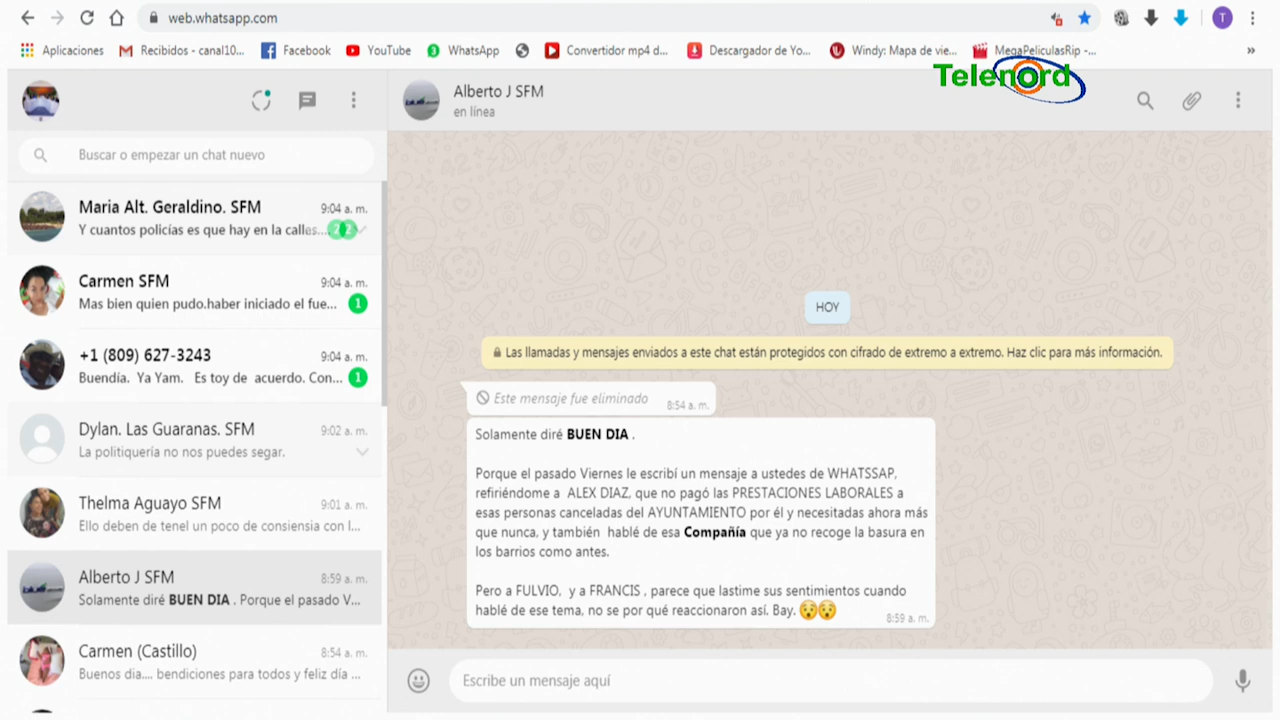 web.whatsapp.com
T
Aplicaciones
Recibidos - canal10...
Facebook
YouTube
WhatsApp
Convertidor mp4 d...
Descargador de Yo...
Windy: Mapa de vie...
MegaPeliculasRip -...
»
Telenord
Alberto J SFM
en línea
Buscar o empezar un chat nuevo
Maria Alt. Geraldino. SFM
9:04 a. m.
Y cuantos policías es que hay en la calles...
Carmen SFM
9:04 a. m.
Mas bien quien pudo.haber iniciado el fue...
1
+1 (809) 627-3243
9:04 a. m.
Buendía. Ya Yam. Es toy de acuerdo. Con...
1
Dylan. Las Guaranas. SFM
9:02 a. m.
La politiquería no nos puedes segar.
Thelma Aguayo SFM
9:01 a. m.
Ello deben de tenel un poco de consiensia con l...
Alberto J SFM
8:59 a. m.
Solamente diré BUEN DIA . Porque el pasado V...
Carmen (Castillo)
8:54 a. m.
Buenos dia.... bendiciones para todos y feliz día ...
HOY
Las llamadas y mensajes enviados a este chat están protegidos con cifrado de extremo a extremo. Haz clic para más información.
Este mensaje fue eliminado
8:54 a. m.
Solamente diré BUEN DIA .
Porque el pasado Viernes le escribí un mensaje a ustedes de WHATSSAP,
refiriéndome a ALEX DIAZ, que no pagó las PRESTACIONES LABORALES a
esas personas canceladas del AYUNTAMIENTO por él y necesitadas ahora más
que nunca, y también hablé de esa Compañía que ya no recoge la basura en
los barrios como antes.
Pero a FULVIO, y a FRANCIS , parece que lastime sus sentimientos cuando
hablé de ese tema, no se por qué reaccionaron así. Bay. 😯😯
8:59 a. m.
Escribe un mensaje aquí